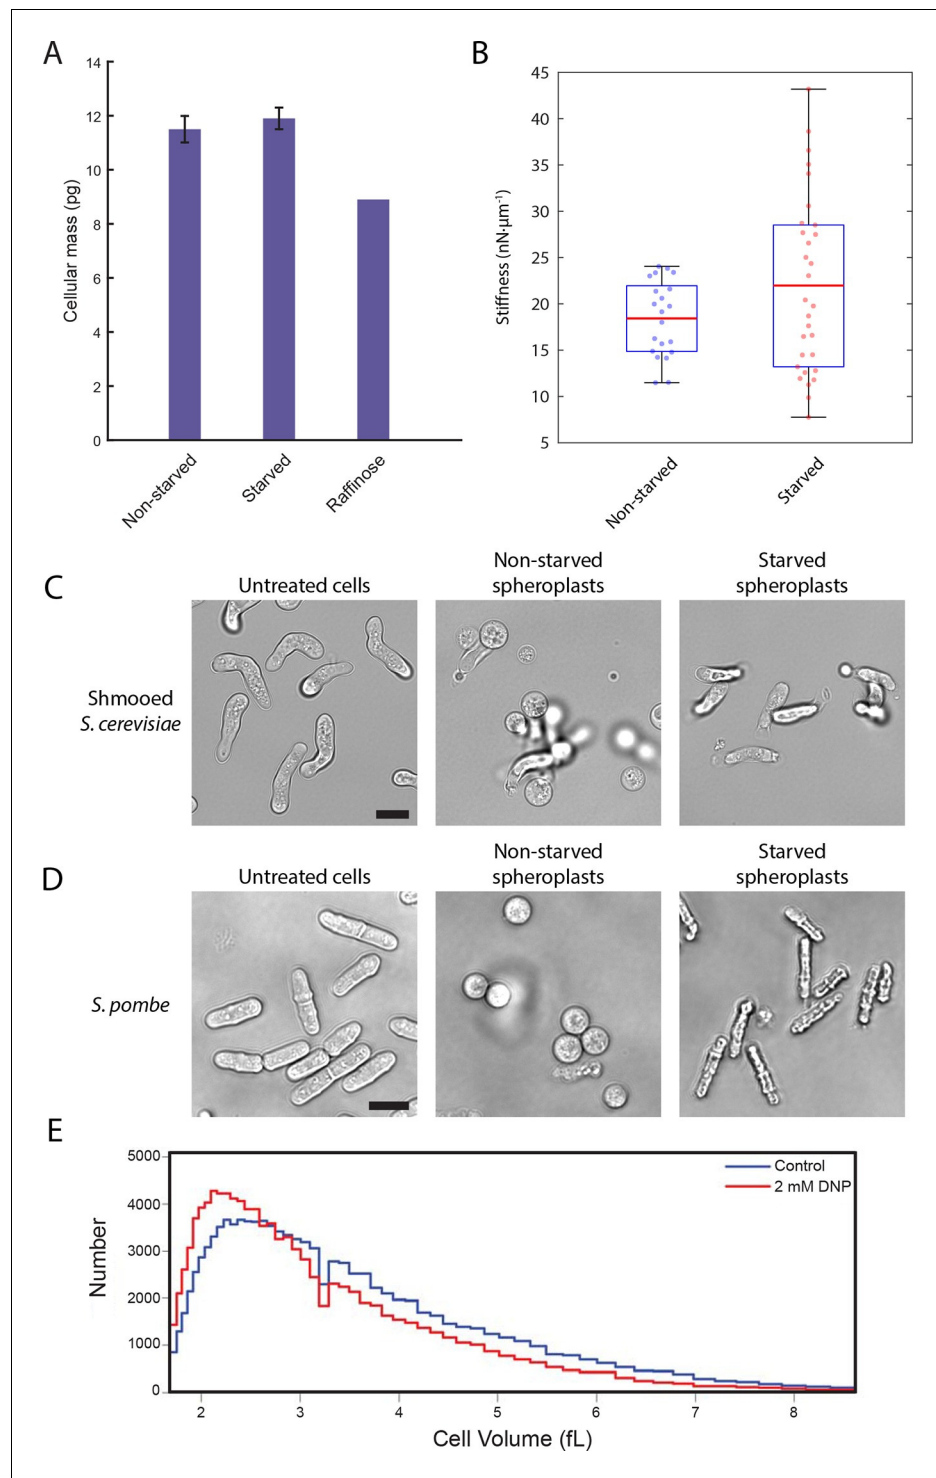 A
14
12
10
8
6
4
2
0
Cellular mass (pg)
Non-starved
Starved
Raffinose
B
45
40
35
30
25
20
15
10
5
Stiffness (nN·µm⁻¹)
Non-starved
Starved
C
Untreated cells
Non-starved
spheroplasts
Starved
spheroplasts
Shmooed
S. cerevisiae
D
Untreated cells
Non-starved
spheroplasts
Starved
spheroplasts
S. pombe
E
5000
4000
3000
2000
1000
0
Number
Control
2 mM DNP
2 3 4 5 6 7 8
Cell Volume (fL)